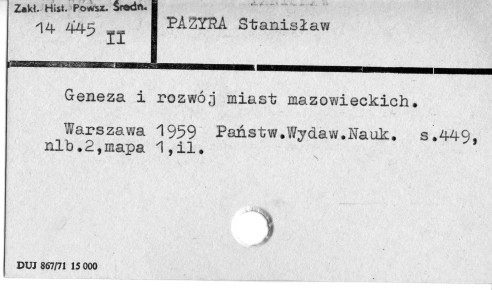 Zakł. Hist. Powsz. Średn.
14 445 II
PAZYRA Stanisław
Geneza i rozwój miast mazowieckich.
Warszawa 1959 Państw.Wydaw.Nauk. s.449,
nlb.2,mapa 1,il.
DUJ 867/71 15 000